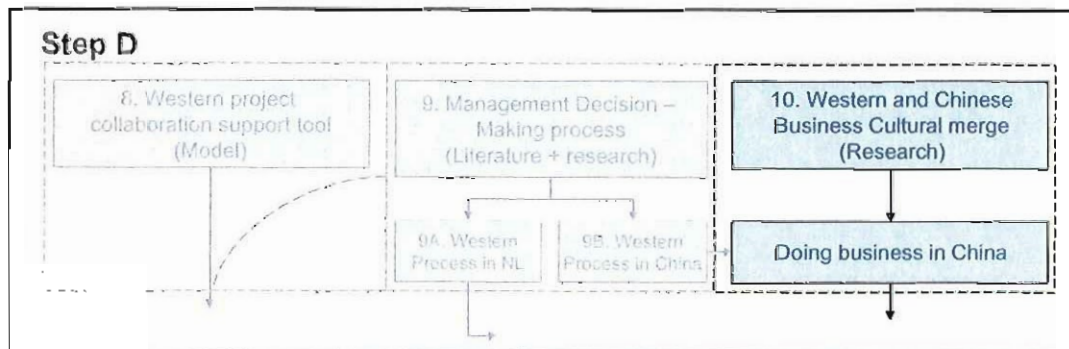 Step D
8. Western project
collaboration support tool
(Model)
9. Management Decision –
Making process
(Literature + research)
10. Western and Chinese
Business Cultural merge
(Research)
9A. Western
Process in NL
9B. Western
Process in China
Doing business in China